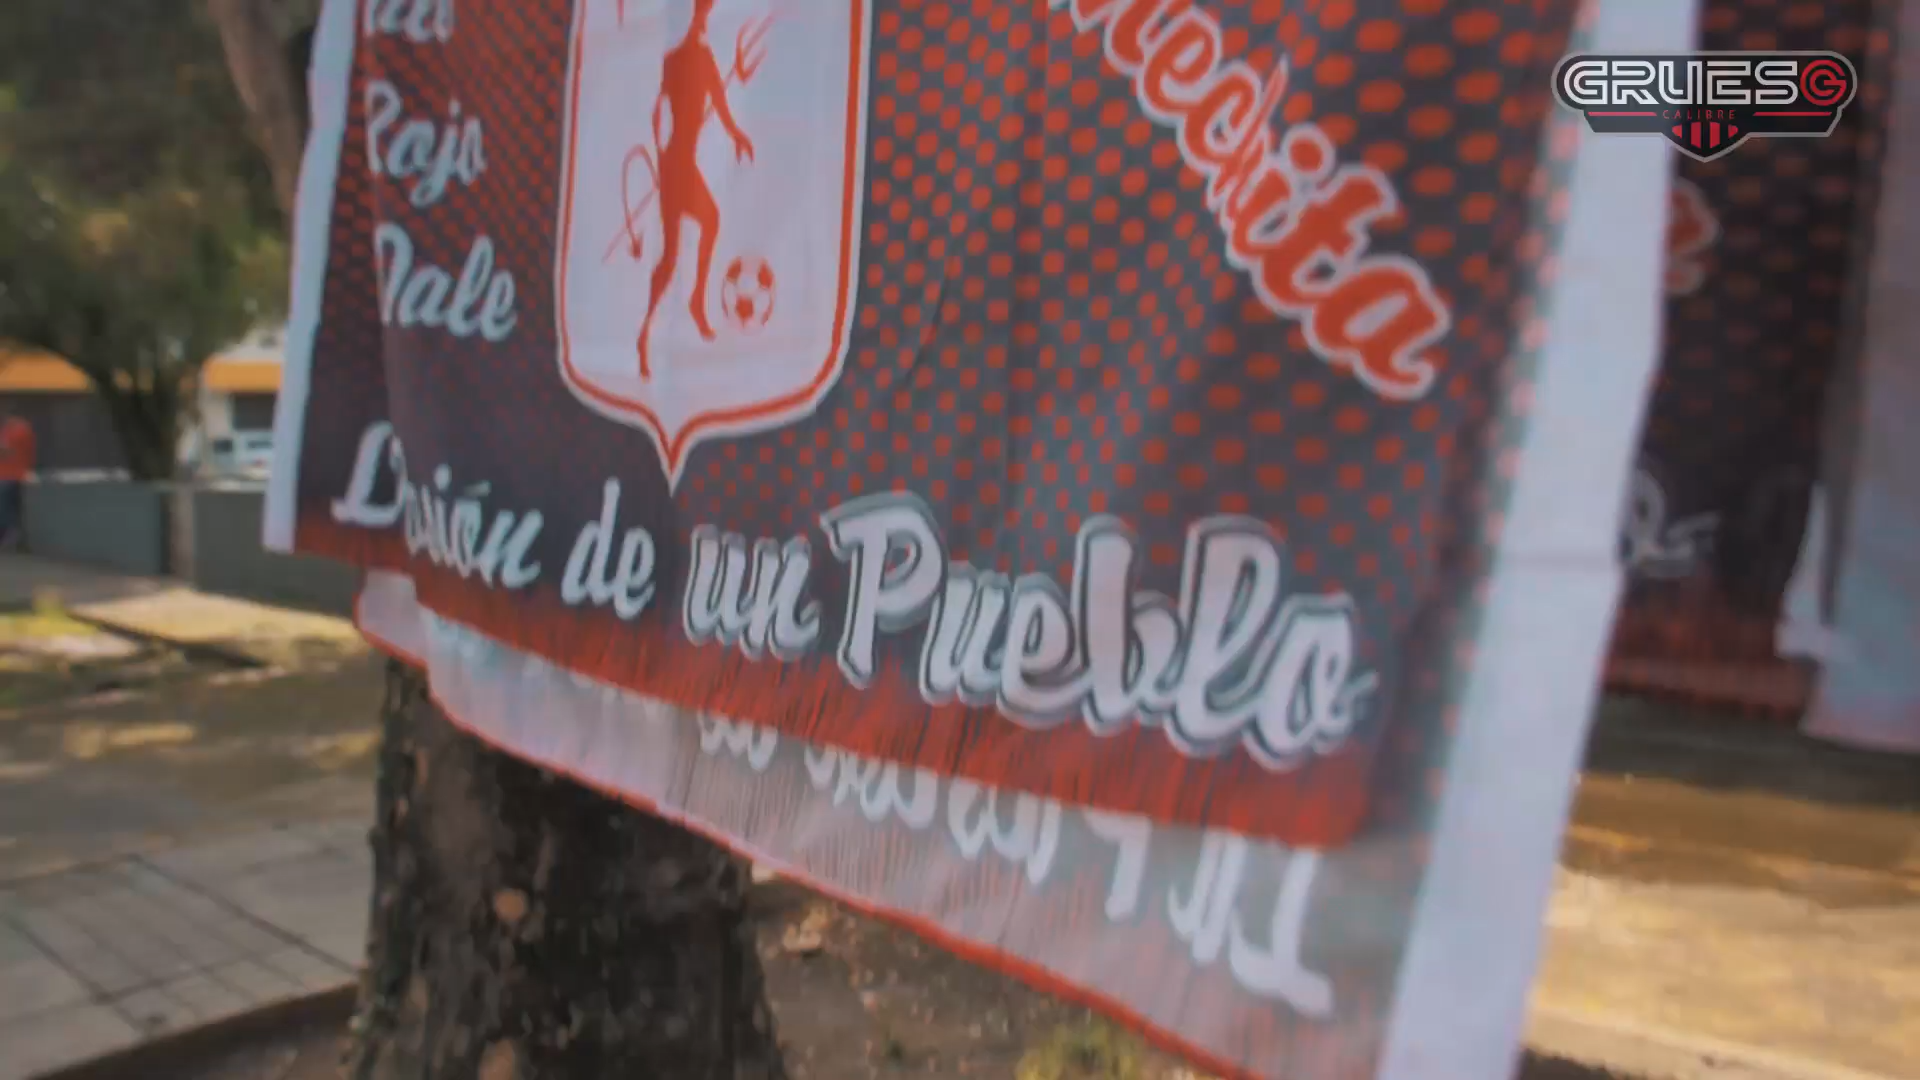 GRUESO
CALIBRE
Mechita
Rojo
Dale
Pasión de un Pueblo